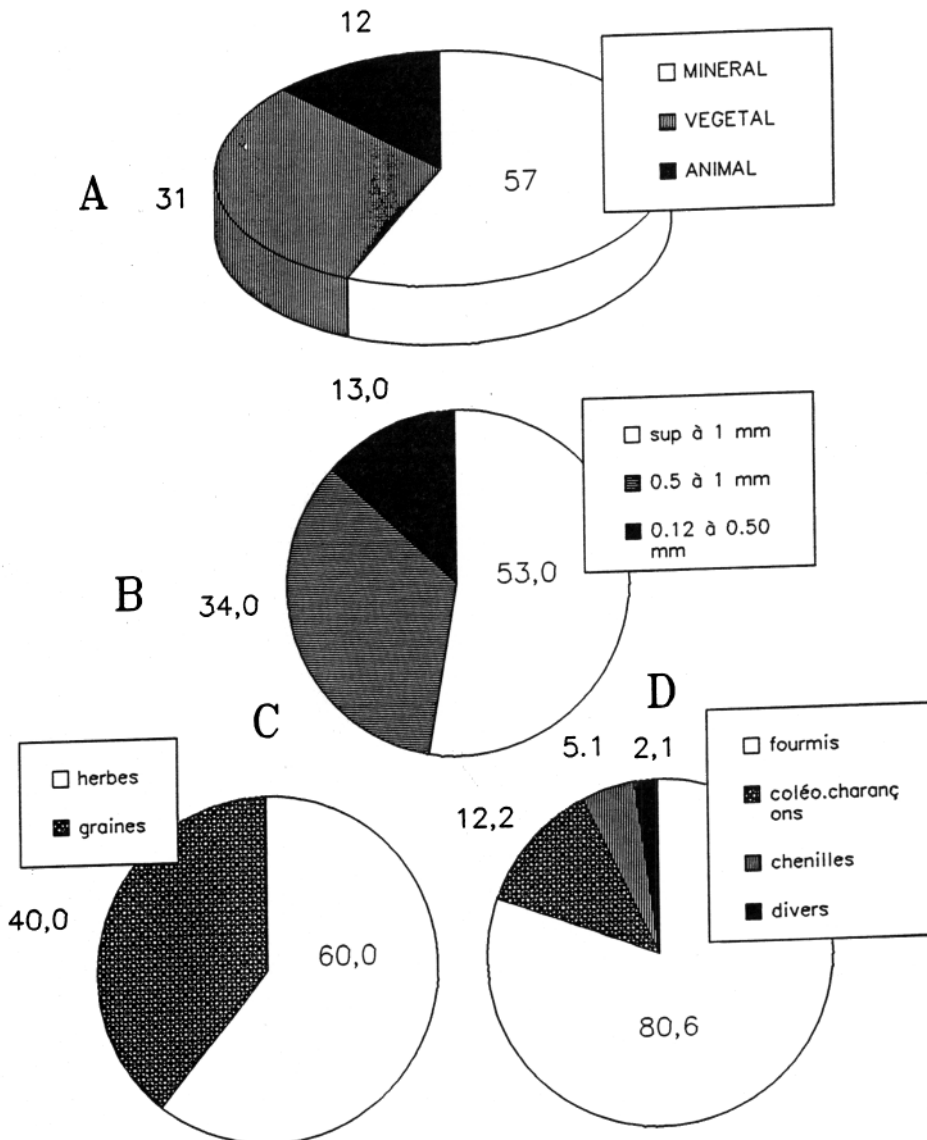 12
MINERAL
VEGETAL
ANIMAL
57
A
31
13,0
sup à 1 mm
0.5 à 1 mm
0.12 à 0.50
mm
53,0
B
34,0
C
D
herbes
graines
40,0
60,0
5.1
2,1
12,2
fourmis
coléo.charanç
ons
chenilles
divers
80,6